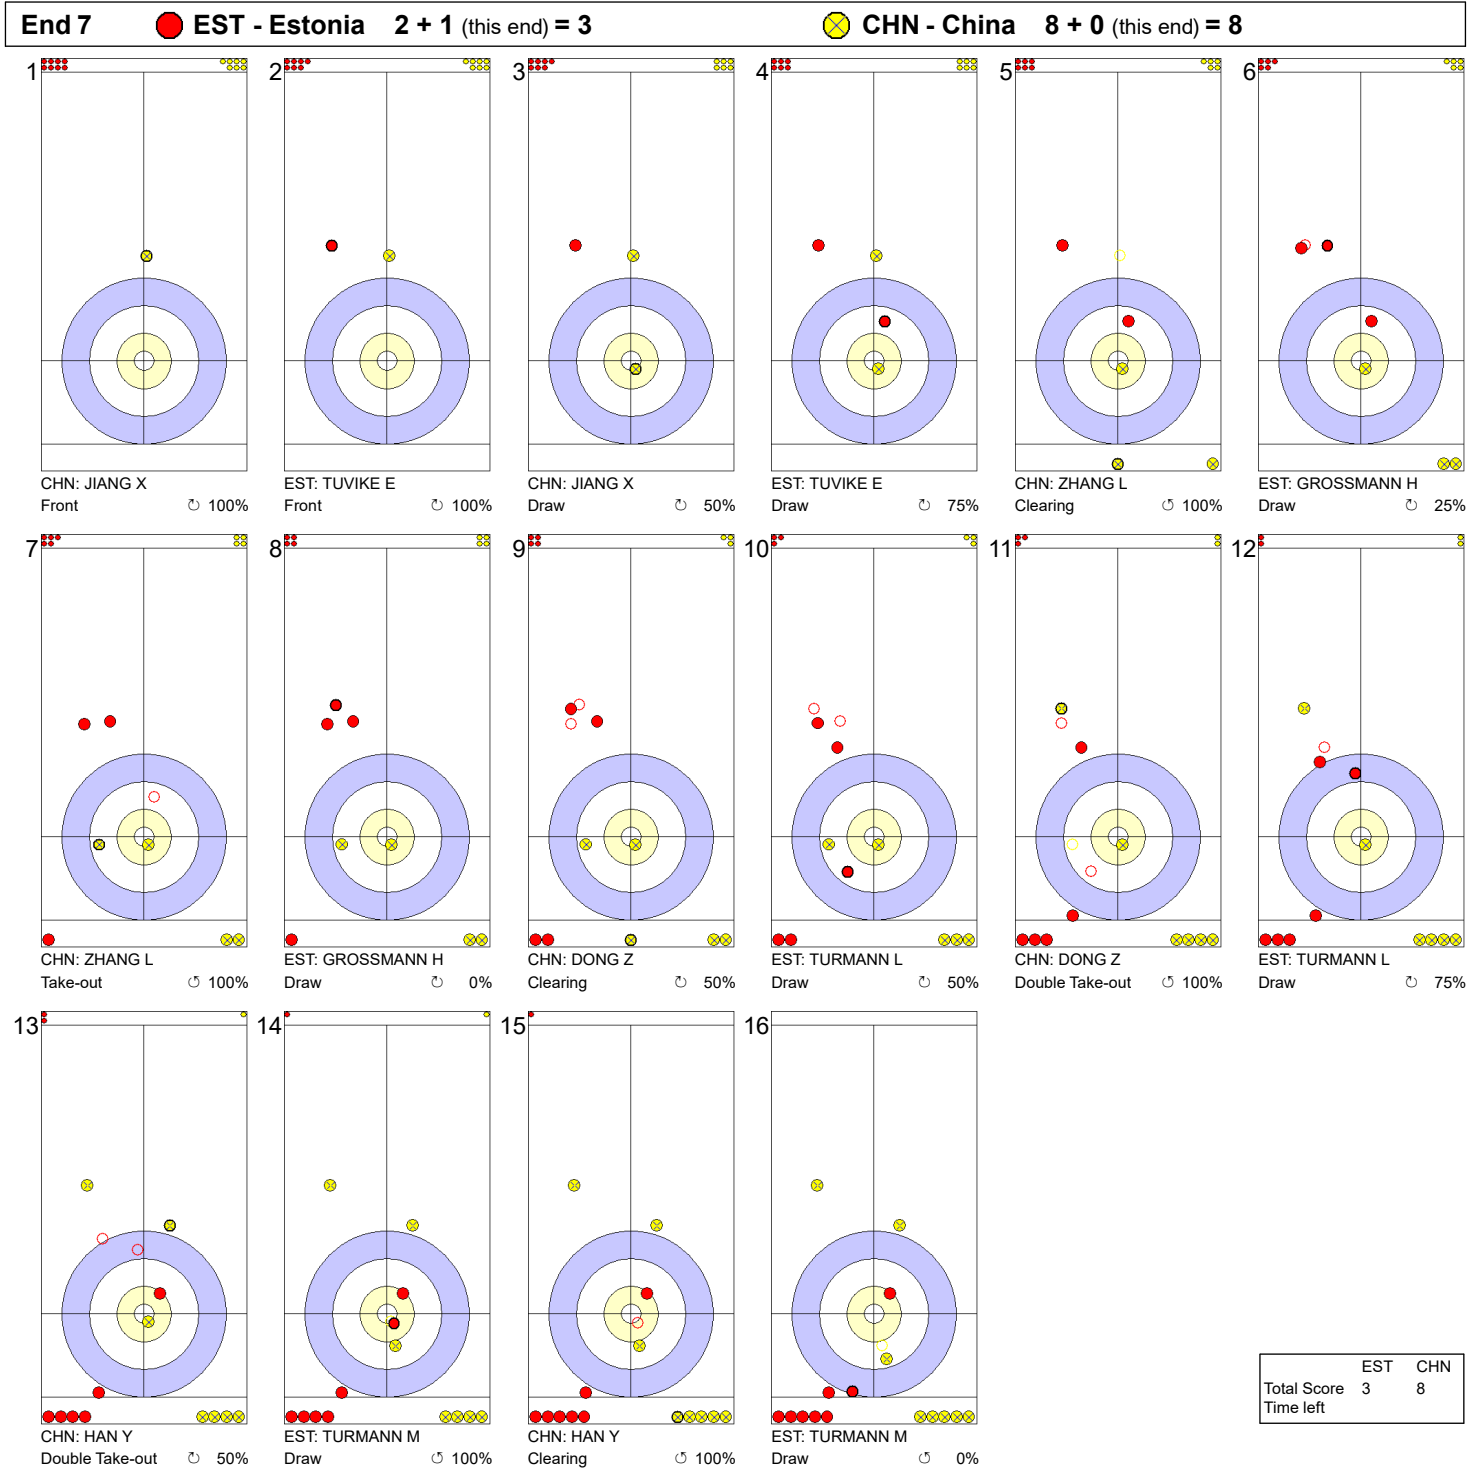 End 7 EST - Estonia 2 + 1 (this end) = 3 CHN - China 8 + 0 (this end) = 8
1 2 3 4 5 6
CHN: JIANG X EST: TUVIKE E CHN: JIANG X EST: TUVIKE E CHN: ZHANG L EST: GROSSMANN H
Front ↻ 100% Front ↻ 100% Draw ↻ 50% Draw ↻ 75% Clearing ↻ 100% Draw ↻ 25%
7 8 9 10 11 12
CHN: ZHANG L EST: GROSSMANN H CHN: DONG Z EST: TURMANN L CHN: DONG Z EST: TURMANN L
Take-out ↺ 100% Draw ↻ 0% Clearing ↻ 50% Draw ↻ 50% Double Take-out ↺ 100% Draw ↻ 75%
13 14 15 16
CHN: HAN Y EST: TURMANN M CHN: HAN Y EST: TURMANN M
Double Take-out ↻ 50% Draw ↺ 100% Clearing ↺ 100% Draw ↺ 0%
EST CHN
Total Score 3 8
Time left